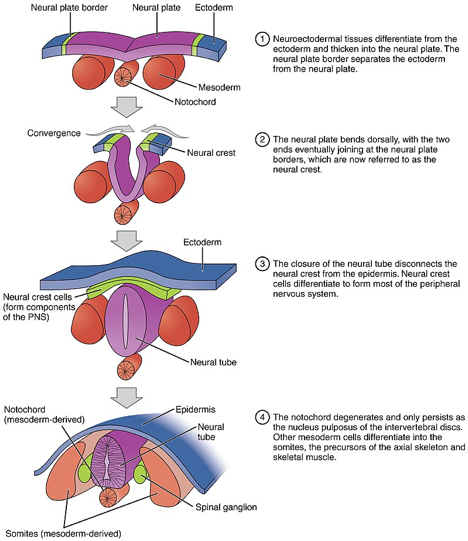 Neural plate border
Neural plate
Ectoderm
Mesoderm
Notochord
1 Neuroectodermal tissues differentiate from the
ectoderm and thicken into the neural plate. The
neural plate border separates the ectoderm
from the neural plate.
Convergence
Neural crest
2 The neural plate bends dorsally, with the two
ends eventually joining at the neural plate
borders, which are now referred to as the
neural crest.
Ectoderm
Neural crest cells
(form components
of the PNS)
Neural tube
3 The closure of the neural tube disconnects the
neural crest from the epidermis. Neural crest
cells differentiate to form most of the peripheral
nervous system.
Notochord
(mesoderm-derived)
Epidermis
Neural
tube
Spinal ganglion
Somites (mesoderm-derived)
4 The notochord degenerates and only persists as
the nucleus pulposus of the intervertebral discs.
Other mesoderm cells differentiate into the
somites, the precursors of the axial skeleton and
skeletal muscle.